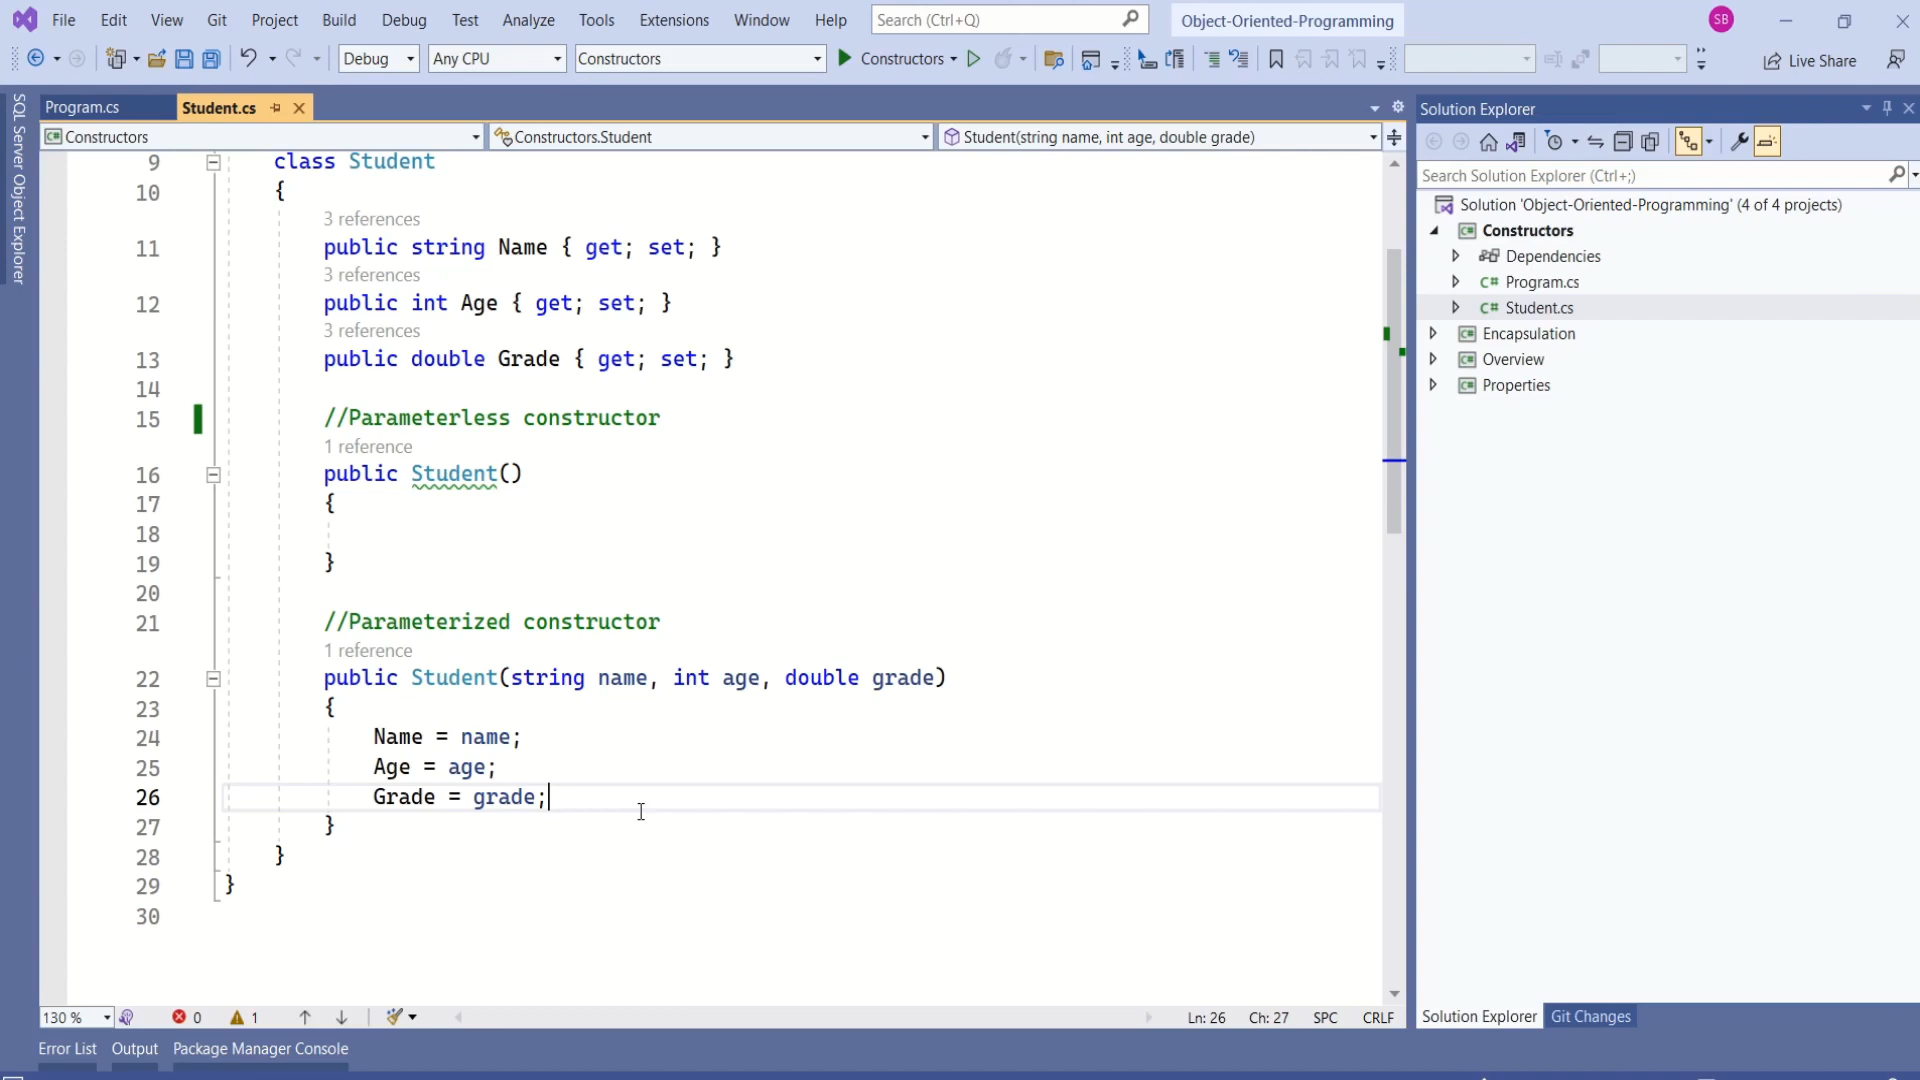 File Edit View Git Project Build Debug Test Analyze Tools Extensions Window Help Search (Ctrl+Q) Object-Oriented-Programming SB
Debug Any CPU Constructors Constructors Live Share
SQL Server Object Explorer
Program.cs Student.cs
Constructors Constructors.Student Student(string name, int age, double grade)
9 class Student
10 {
3 references
11 public string Name { get; set; }
3 references
12 public int Age { get; set; }
3 references
13 public double Grade { get; set; }
14
15 //Parameterless constructor
1 reference
16 public Student()
17 {
18
19 }
20
21 //Parameterized constructor
1 reference
22 public Student(string name, int age, double grade)
23 {
24 Name = name;
25 Age = age;
26 Grade = grade;
27 }
28 }
29 }
30
130 % 0 1 Ln: 26 Ch: 27 SPC CRLF
Error List Output Package Manager Console
Solution Explorer
Search Solution Explorer (Ctrl+;)
Solution 'Object-Oriented-Programming' (4 of 4 projects)
C# Constructors
Dependencies
C# Program.cs
C# Student.cs
C# Encapsulation
C# Overview
C# Properties
Solution Explorer Git Changes